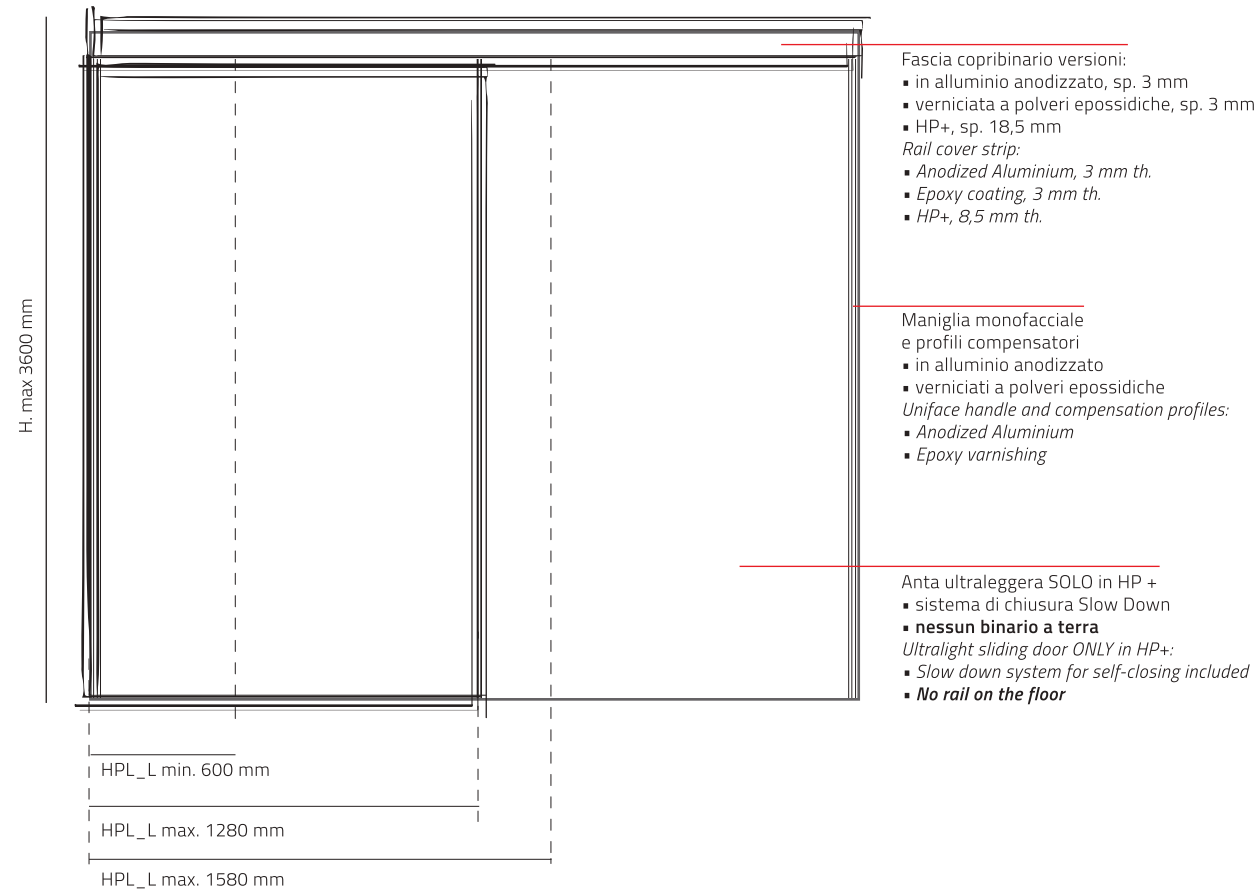 H. max 3600 mm
Fascia copribinario versioni:
▪ in alluminio anodizzato, sp. 3 mm
▪ verniciata a polveri epossidiche, sp. 3 mm
▪ HP+, sp. 18,5 mm
Rail cover strip:
▪ Anodized Aluminium, 3 mm th.
▪ Epoxy coating, 3 mm th.
▪ HP+, 8,5 mm th.
Maniglia monofacciale
e profili compensatori
▪ in alluminio anodizzato
▪ verniciati a polveri epossidiche
Uniface handle and compensation profiles:
▪ Anodized Aluminium
▪ Epoxy varnishing
Anta ultraleggera SOLO in HP +
▪ sistema di chiusura Slow Down
▪ nessun binario a terra
Ultralight sliding door ONLY in HP+:
▪ Slow down system for self-closing included
▪ No rail on the floor
HPL_L min. 600 mm
HPL_L max. 1280 mm
HPL_L max. 1580 mm